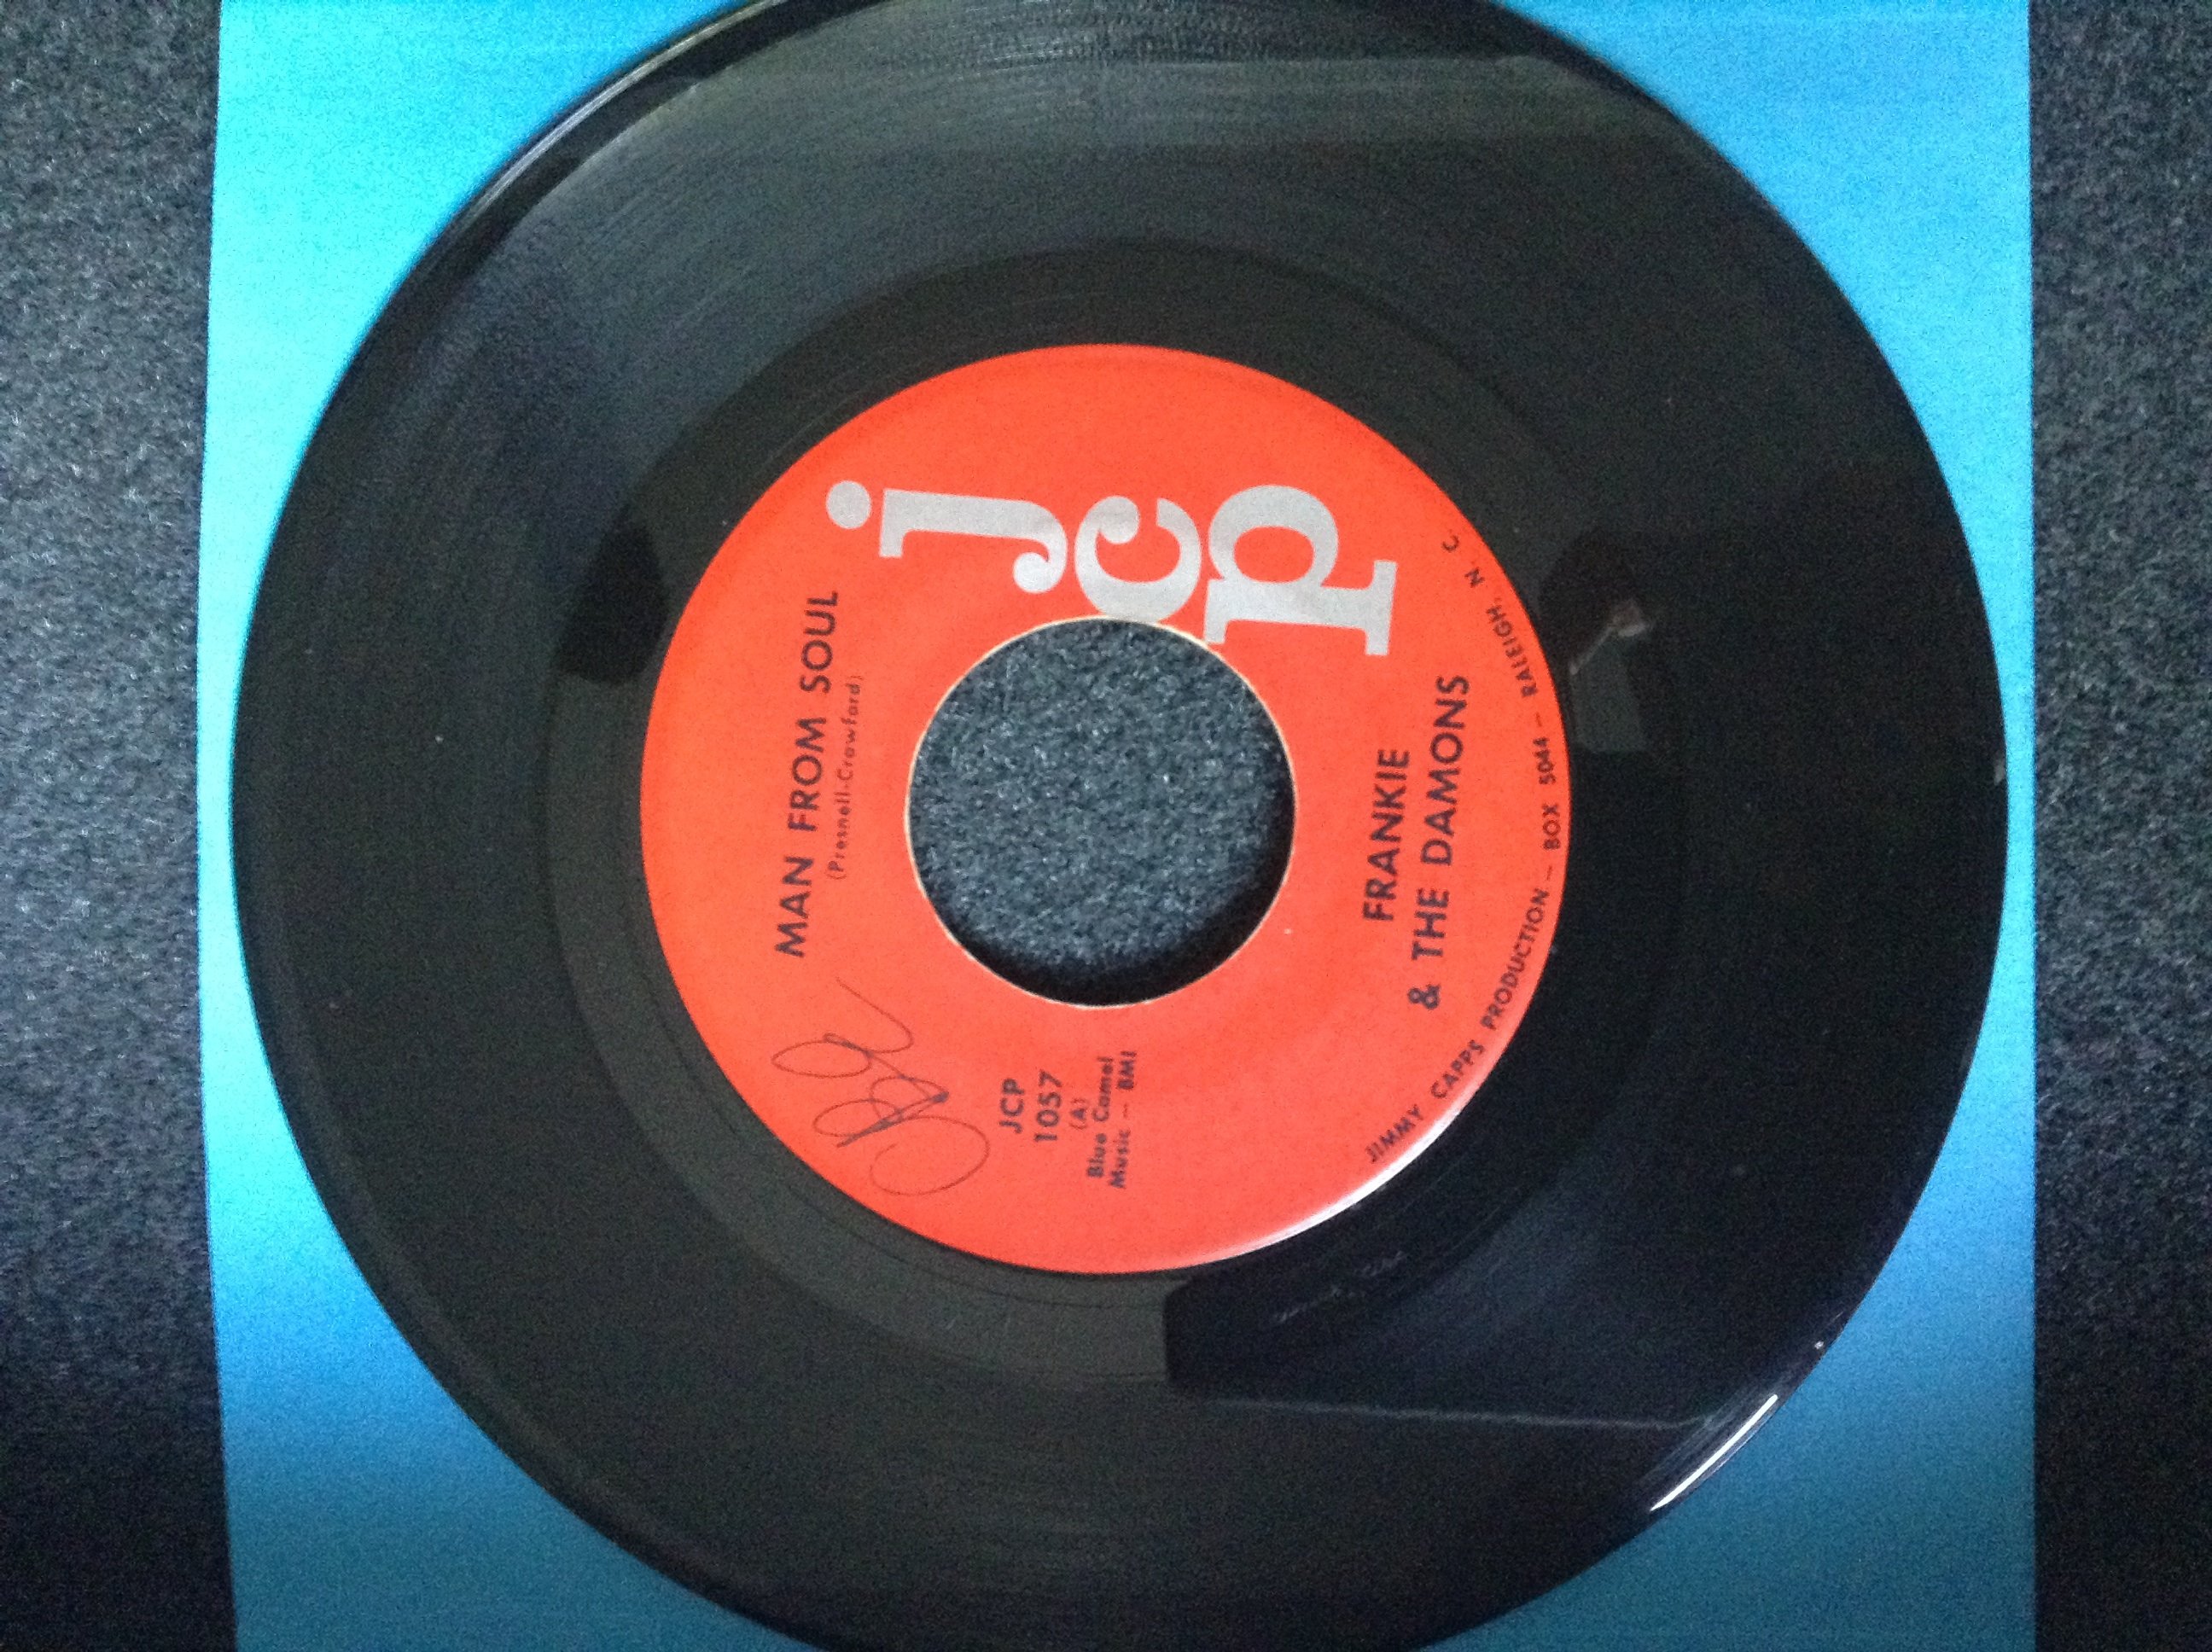 jcp
MAN FROM SOUL
(Presnell-Crawford)
JCP
1057
(A)
Blue Camel
Music - BMI
FRANKIE
& THE DAMONS
JIMMY CAPPS PRODUCTION - BOX 5044 - RALEIGH, N. C.